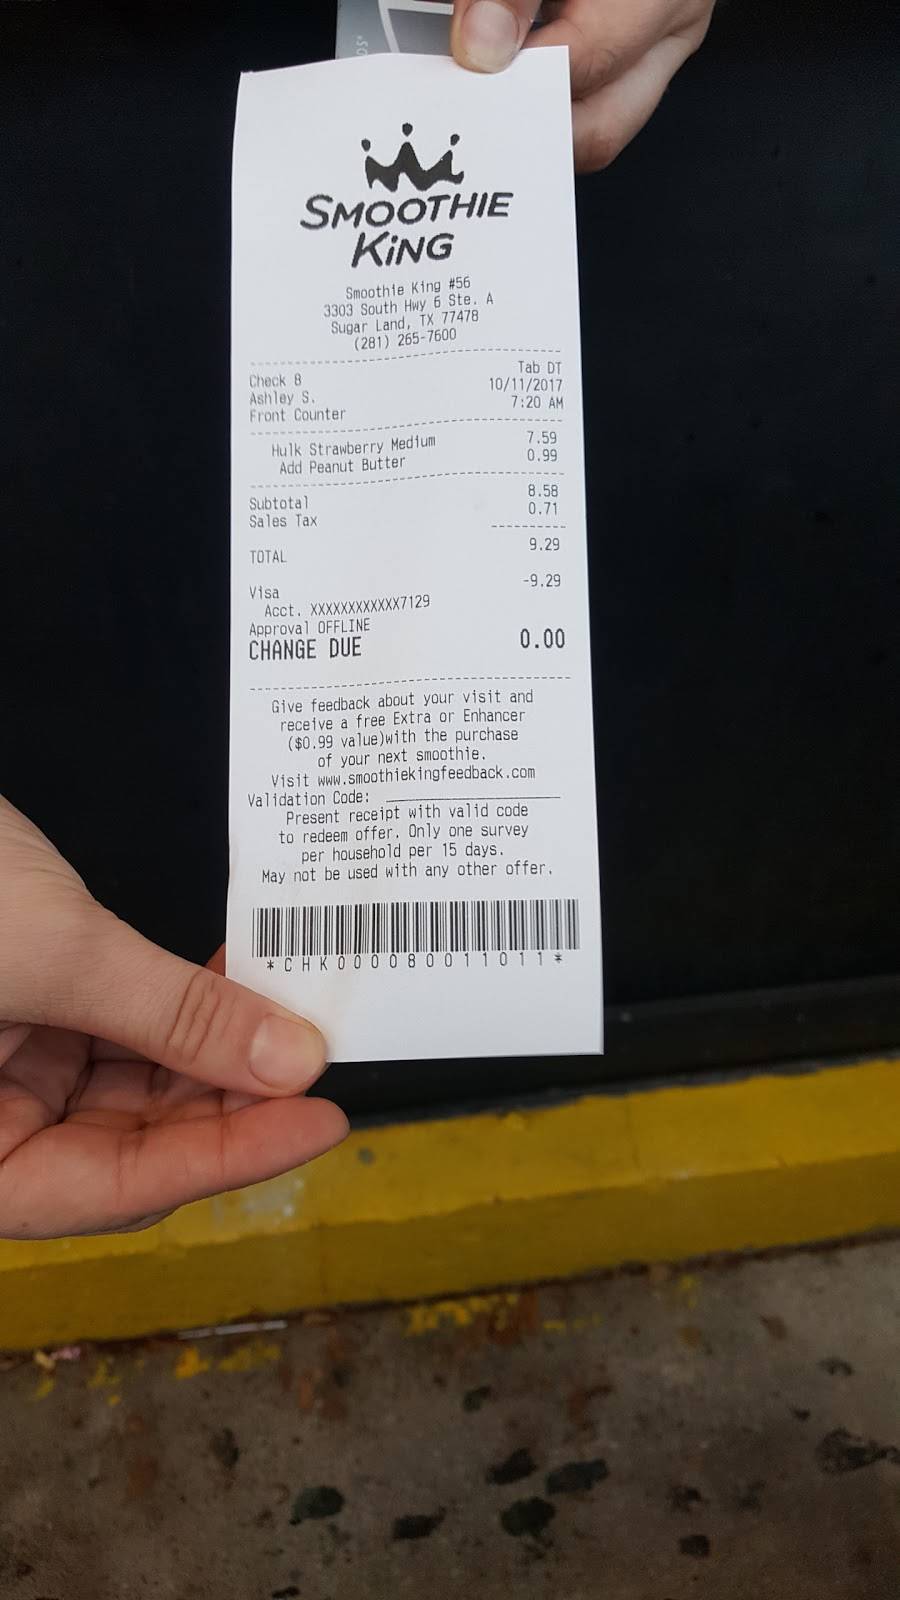 SMOOTHIE
KiNG
Smoothie King #56
3303 South Hwy 6 Ste. A
Sugar Land, TX 77478
(281) 265-7600
Tab DT
Check 8 10/11/2017
Ashley S. 7:20 AM
Front Counter
Hulk Strawberry Medium 7.59
Add Peanut Butter 0.99
Subtotal 8.58
Sales Tax 0.71
TOTAL 9.29
Visa -9.29
Acct. XXXXXXXXXXXX7129
Approval OFFLINE
CHANGE DUE 0.00
Give feedback about your visit and
receive a free Extra or Enhancer
($0.99 value)with the purchase
of your next smoothie.
Visit www.smoothiekingfeedback.com
Validation Code:
Present receipt with valid code
to redeem offer. Only one survey
per household per 15 days.
May not be used with any other offer.
*CHK000080011011*